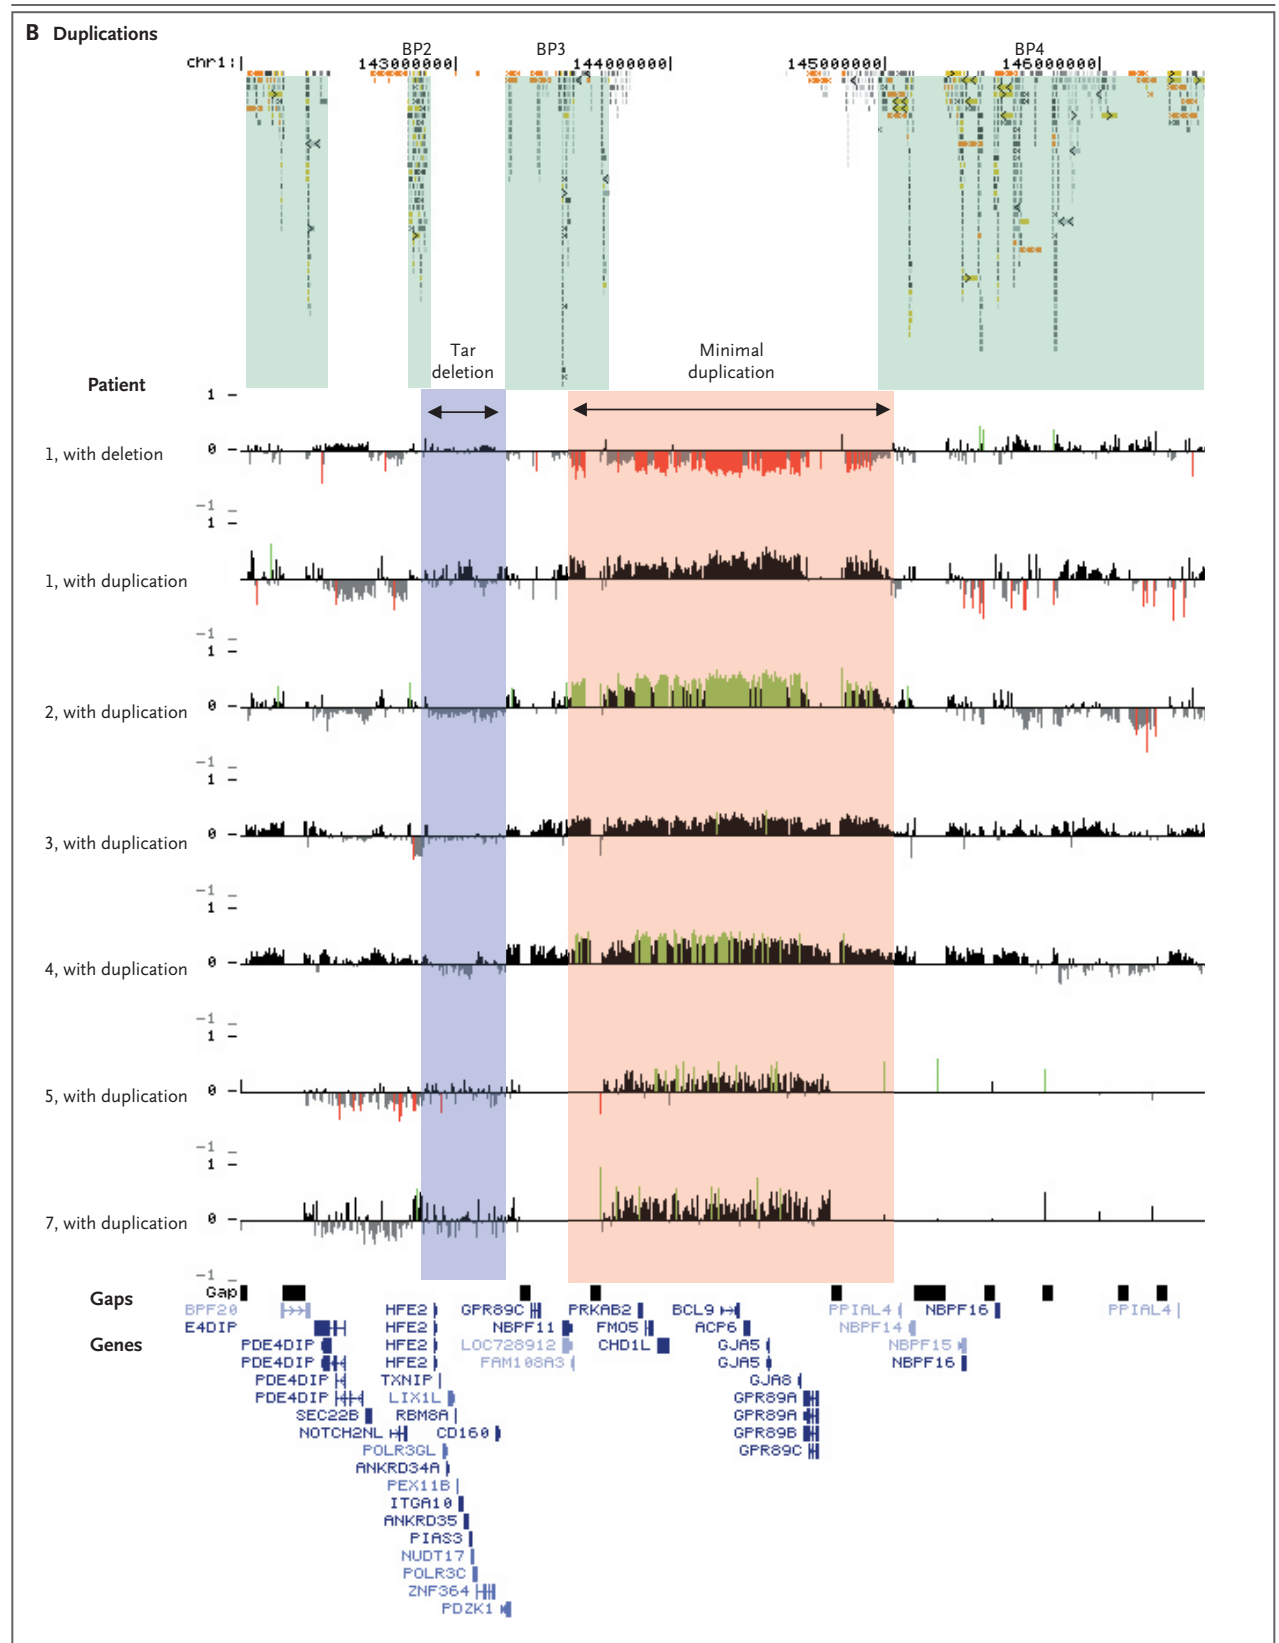 B Duplications
BP2 BP3 BP4
chr1: 143000000 144000000 145000000 146000000
Tar deletion
Minimal duplication
Patient
1
0
1, with deletion
-1
1
0
1, with duplication
-1
1
0
2, with duplication
-1
1
0
3, with duplication
-1
1
0
4, with duplication
-1
1
0
5, with duplication
-1
1
0
7, with duplication
-1
Gaps Gap
BPF20 HFE2 GPR89C PRKAB2 BCL9 PPIAL4 NBPF16 PPIAL4
E4DIP HFE2 NBPF11 FMO5 ACP6 NBPF14
Genes PDE4DIP HFE2 LOC728912 CHD1L GJA5 NBPF15
PDE4DIP HFE2 FAM108A3 GJA5 NBPF16
PDE4DIP TXNIP GJA8
PDE4DIP LIX1L GPR89A
SEC22B RBM8A GPR89A
NOTCH2NL CD160 GPR89B
POLR3GL GPR89C
ANKRD34A
PEX11B
ITGA10
ANKRD35
PIAS3
NUDT17
POLR3C
ZNF364
PDZK1